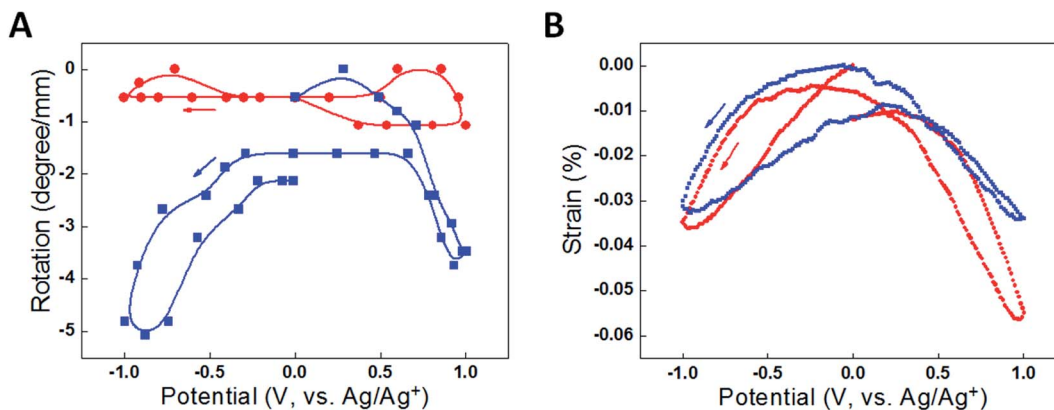 A
Rotation (degree/mm)
0
-1
-2
-3
-4
-5
-1.0 -0.5 0.0 0.5 1.0
Potential (V, vs. Ag/Ag⁺)
B
Strain (%)
0.00
-0.01
-0.02
-0.03
-0.04
-0.05
-0.06
-1.0 -0.5 0.0 0.5 1.0
Potential (V, vs. Ag/Ag⁺)